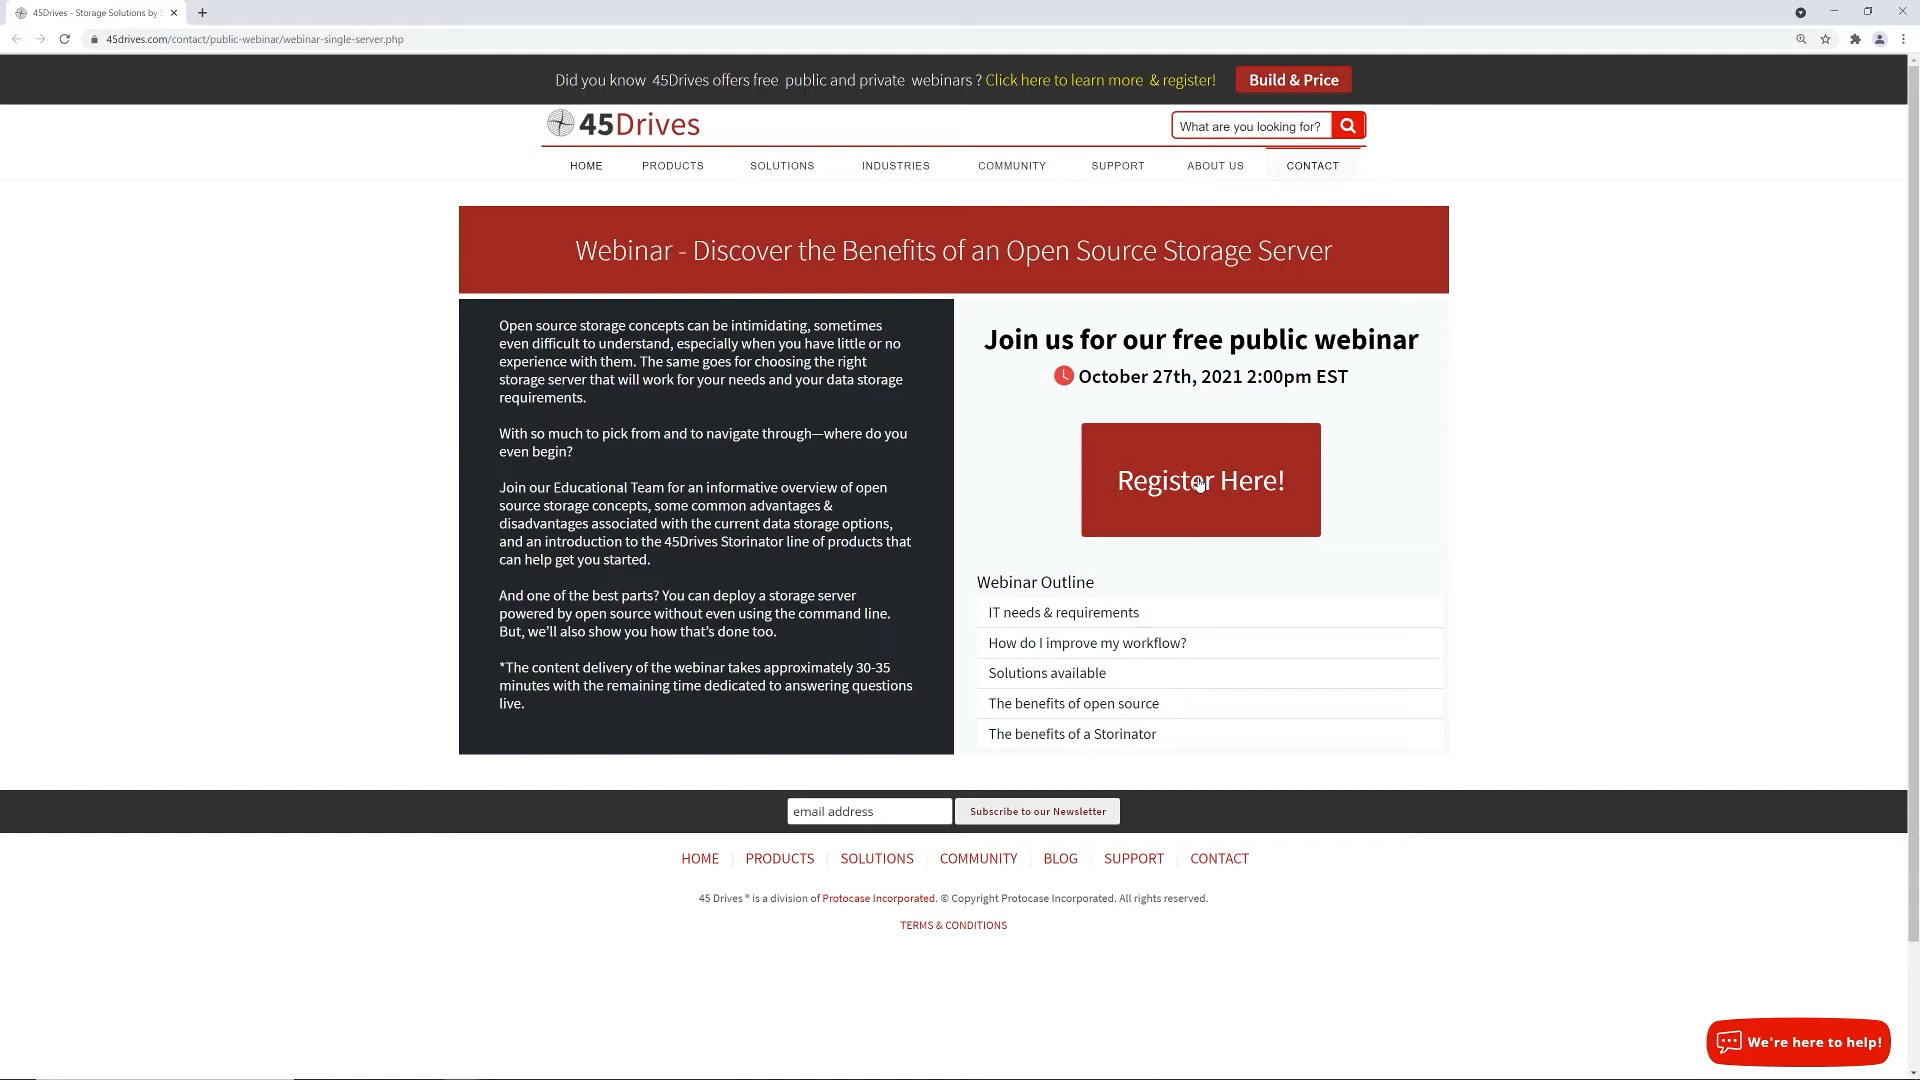 45Drives - Storage Solutions by
45drives.com/contact/public-webinar/webinar-single-server.php
Did you know 45Drives offers free public and private webinars ? Click here to learn more & register!
Build & Price
45Drives
What are you looking for?
HOME PRODUCTS SOLUTIONS INDUSTRIES COMMUNITY SUPPORT ABOUT US CONTACT
Webinar - Discover the Benefits of an Open Source Storage Server
Open source storage concepts can be intimidating, sometimes
even difficult to understand, especially when you have little or no
experience with them. The same goes for choosing the right
storage server that will work for your needs and your data storage
requirements.
With so much to pick from and to navigate through—where do you
even begin?
Join our Educational Team for an informative overview of open
source storage concepts, some common advantages &
disadvantages associated with the current data storage options,
and an introduction to the 45Drives Storinator line of products that
can help get you started.
And one of the best parts? You can deploy a storage server
powered by open source without even using the command line.
But, we'll also show you how that's done too.
*The content delivery of the webinar takes approximately 30-35
minutes with the remaining time dedicated to answering questions
live.
Join us for our free public webinar
October 27th, 2021 2:00pm EST
Register Here!
Webinar Outline
IT needs & requirements
How do I improve my workflow?
Solutions available
The benefits of open source
The benefits of a Storinator
email address
Subscribe to our Newsletter
HOME PRODUCTS SOLUTIONS COMMUNITY BLOG SUPPORT CONTACT
45 Drives ® is a division of Protocase Incorporated. © Copyright Protocase Incorporated. All rights reserved.
TERMS & CONDITIONS
We're here to help!